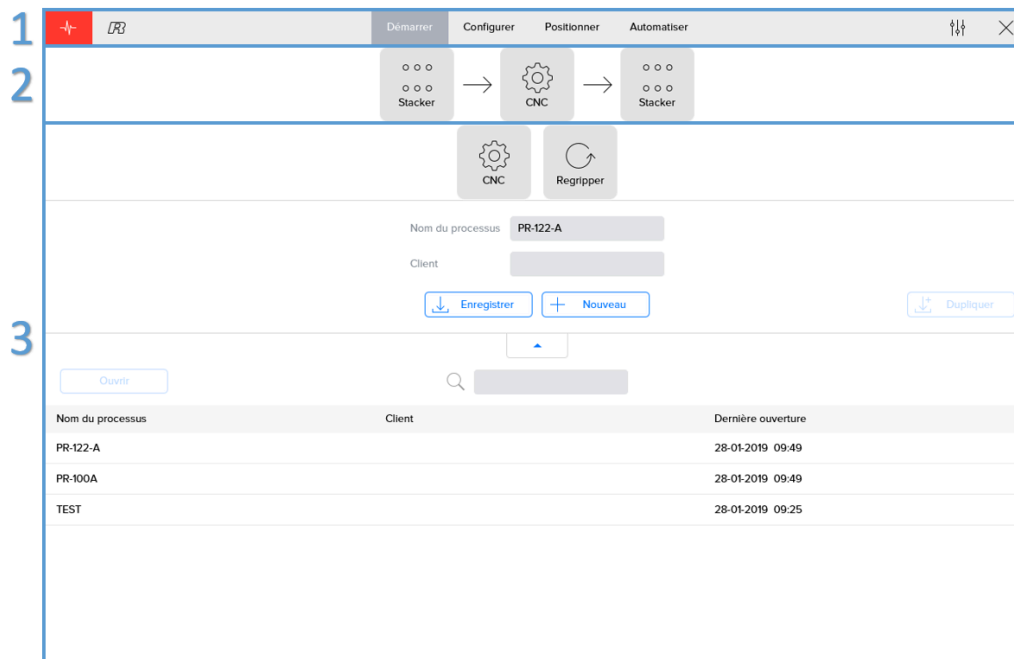 1
Démarrer Configurer Positionner Automatiser
2
Stacker CNC Stacker
CNC Regripper
Nom du processus PR-122-A
Client
Enregistrer Nouveau Dupliquer
3
Ouvrir
Nom du processus Client Dernière ouverture
PR-122-A 28-01-2019 09:49
PR-100A 28-01-2019 09:49
TEST 28-01-2019 09:25